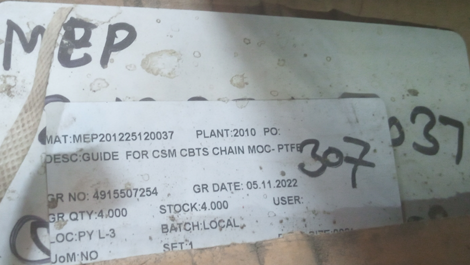 MEP
037
MAT:MEP201225120037 PLANT:2010 PO:
DESC:GUIDE FOR CSM CBTS CHAIN MOC- PTFE
307
GR NO: 4915507254 GR DATE: 05.11.2022
GR QTY:4.000 STOCK:4.000 USER:
LOC:PY L-3 BATCH:LOCAL
UoM:NO SET:1